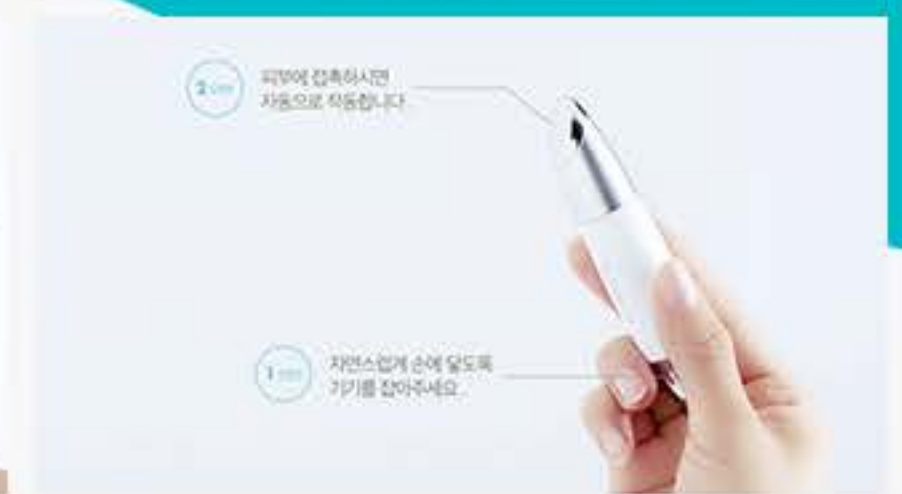 2
피부에 접촉하시면
자동으로 작동합니다
1
자연스럽게 손에 닿도록
기기를 잡아주세요